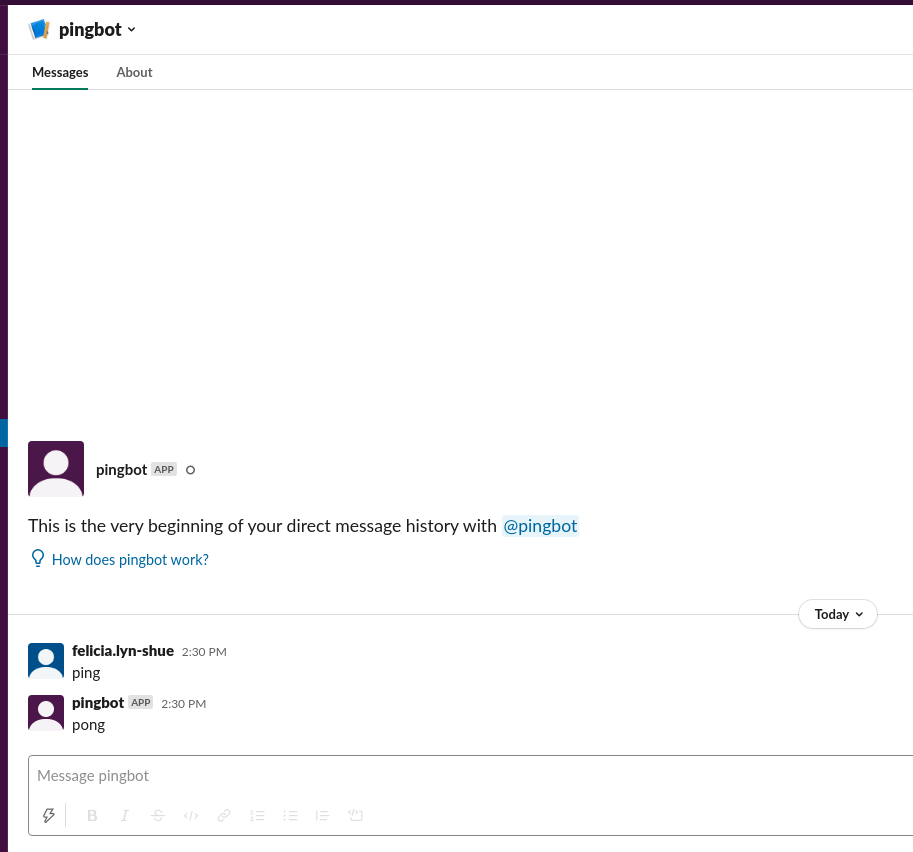 pingbot
Messages About
pingbot APP
This is the very beginning of your direct message history with @pingbot
How does pingbot work?
Today
felicia.lyn-shue 2:30 PM
ping
pingbot APP 2:30 PM
pong
Message pingbot
B I S </>